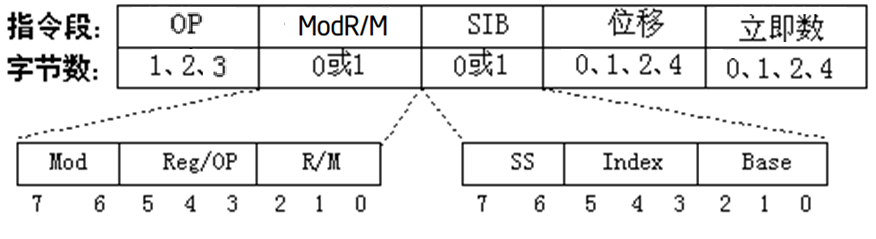 指令段: OP ModR/M SIB 位移 立即数
字节数: 1、2、3 0或1 0或1 0、1、2、4 0、1、2、4
Mod Reg/OP R/M SS Index Base
7 6 5 4 3 2 1 0 7 6 5 4 3 2 1 0